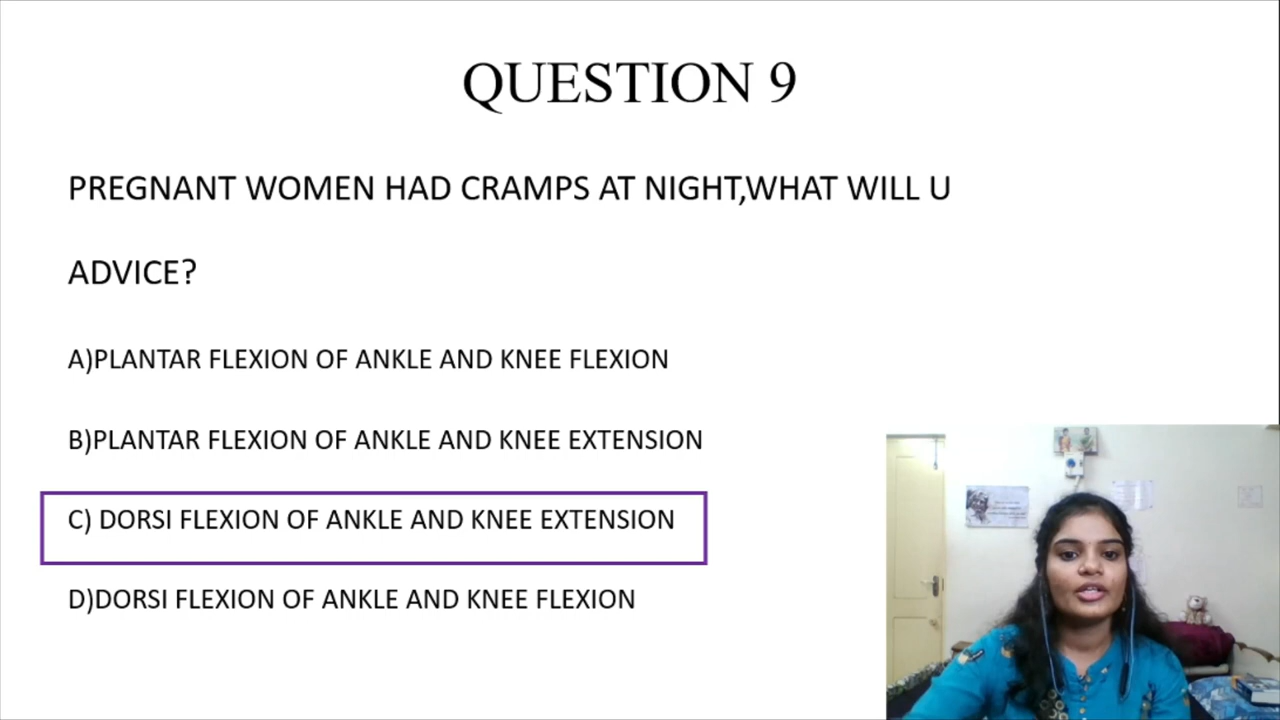 QUESTION 9
PREGNANT WOMEN HAD CRAMPS AT NIGHT,WHAT WILL U
ADVICE?
A)PLANTAR FLEXION OF ANKLE AND KNEE FLEXION
B)PLANTAR FLEXION OF ANKLE AND KNEE EXTENSION
C) DORSI FLEXION OF ANKLE AND KNEE EXTENSION
D)DORSI FLEXION OF ANKLE AND KNEE FLEXION